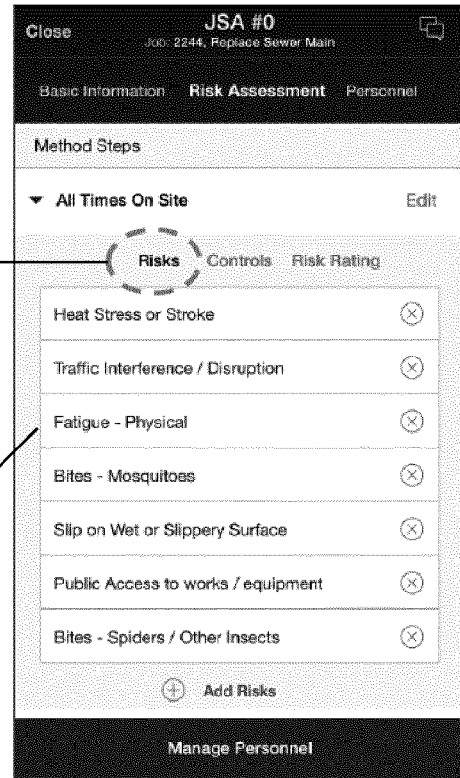 Close JSA #0
Job: 2244, Replace Sewer Main
Basic Information Risk Assessment Personnel
Method Steps
All Times On Site Edit
Risks Controls Risk Rating
Heat Stress or Stroke
Traffic Interference / Disruption
Fatigue - Physical
Bites - Mosquitoes
Slip on Wet or Slippery Surface
Public Access to works / equipment
Bites - Spiders / Other Insects
Add Risks
Manage Personnel